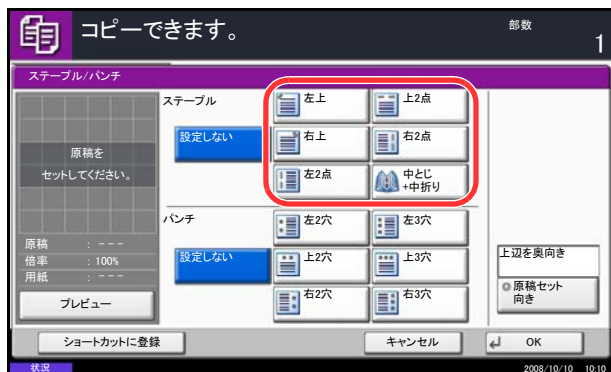 コピーできます。
部数
1
ステープル/パンチ
原稿を
セットしてください。
原稿 : ---
倍率 : 100%
用紙 : ---
プレビュー
ステープル
設定しない
左上
上2点
右上
右2点
左2点
中とじ
+中折り
パンチ
設定しない
左2穴
左3穴
上2穴
上3穴
右2穴
右3穴
上辺を奥向き
原稿セット
向き
ショートカットに登録
キャンセル
OK
状況
2008/10/10 10:10